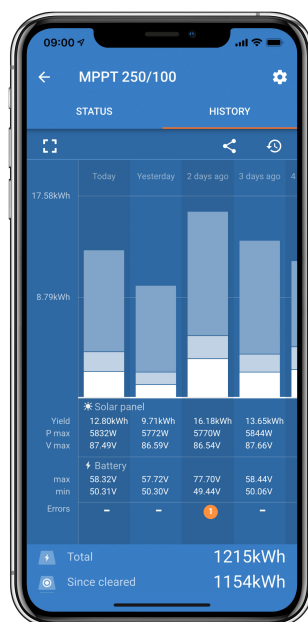 09:00
MPPT 250/100
STATUS HISTORY
Today Yesterday 2 days ago 3 days ago 4
17.58kWh
8.79kWh
Solar panel
Yield 12.80kWh 9.71kWh 16.18kWh 13.65kWh
P max 5832W 5772W 5770W 5844W
V max 87.49V 86.59V 86.54V 87.66V
Battery
max 58.32V 57.72V 77.70V 58.44V
min 50.31V 50.30V 49.44V 50.06V
Errors - - 1 -
Total 1215kWh
Since cleared 1154kWh